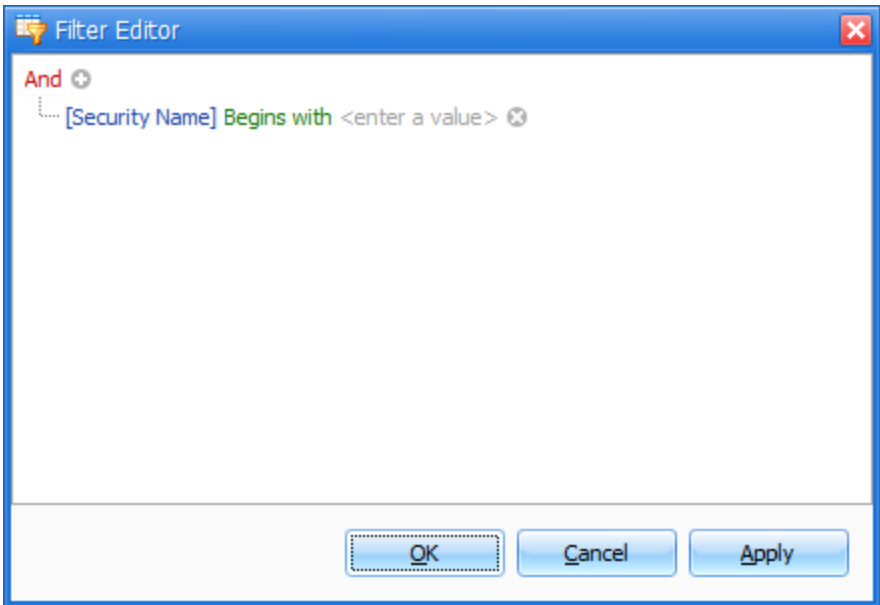 Filter Editor
And
[Security Name] Begins with <enter a value>
OK Cancel Apply